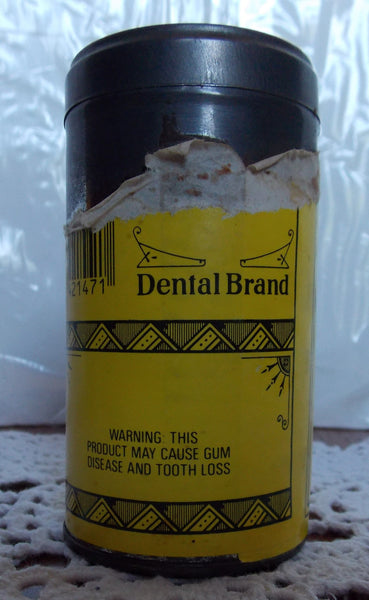 21471
Dental Brand
WARNING: THIS
PRODUCT MAY CAUSE GUM
DISEASE AND TOOTH LOSS